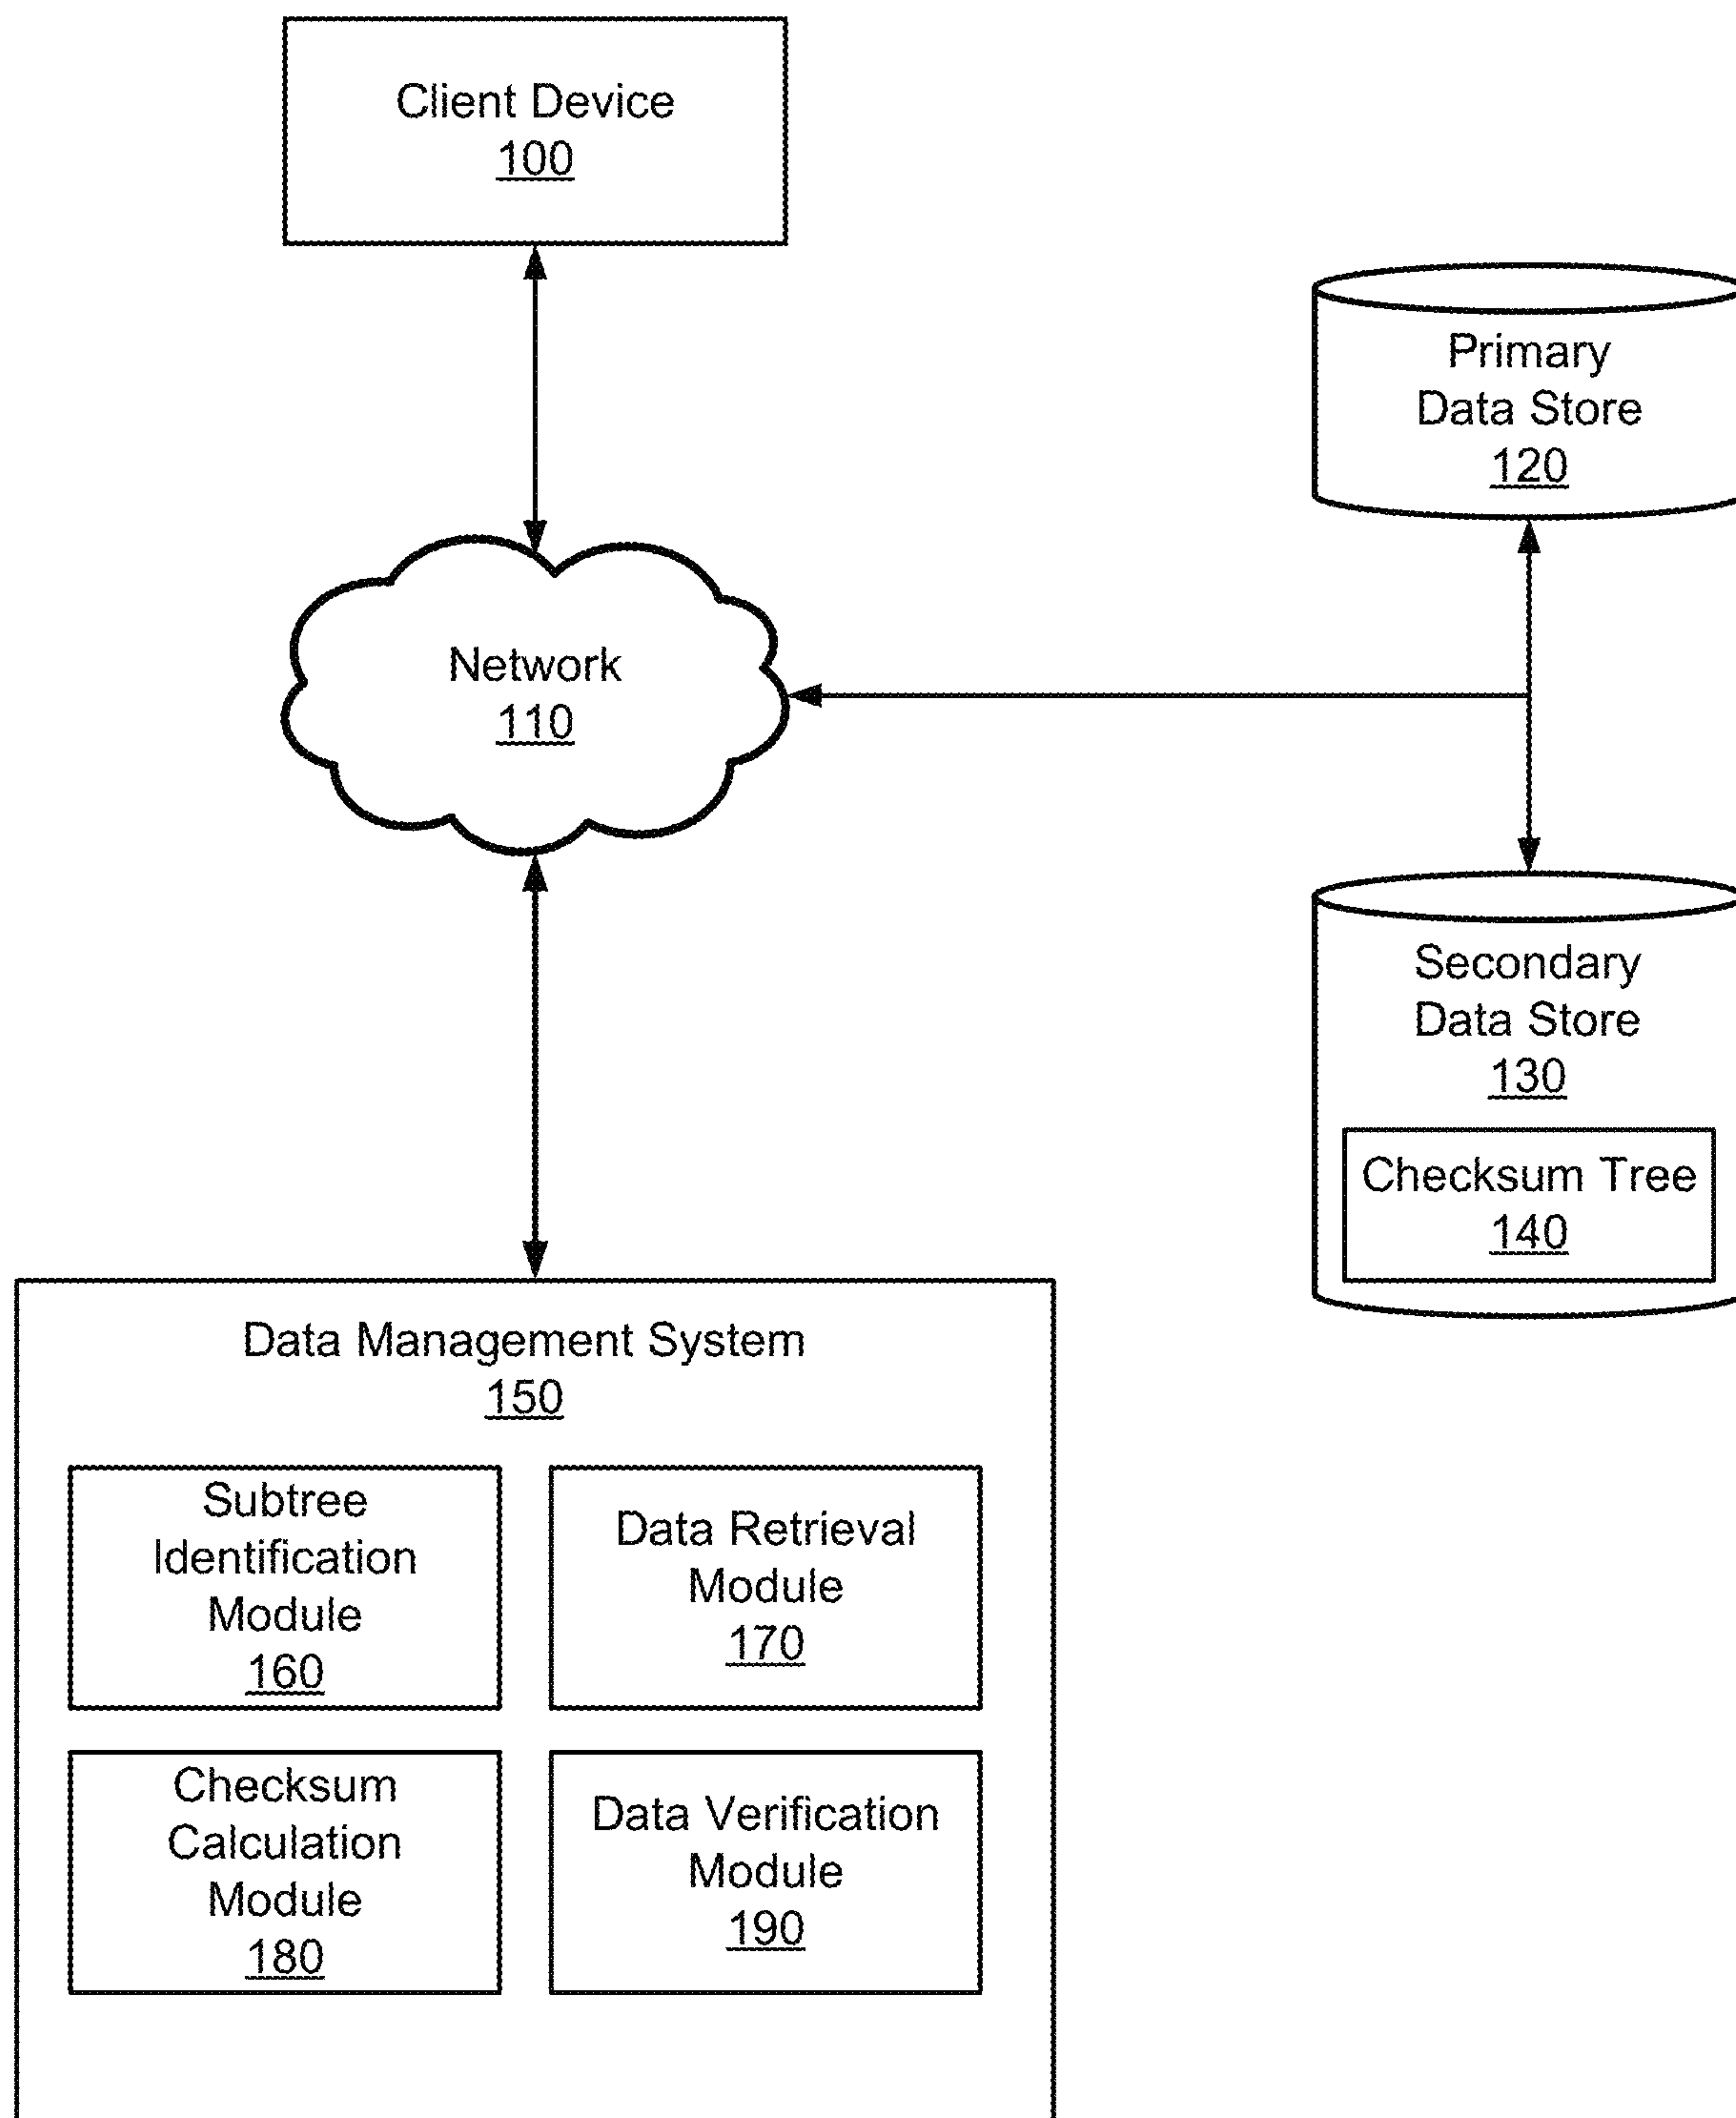 Client Device
100
Primary
Data Store
120
Network
110
Secondary
Data Store
130
Checksum Tree
140
Data Management System
150
Subtree
Identification
Module
160
Data Retrieval
Module
170
Checksum
Calculation
Module
180
Data Verification
Module
190